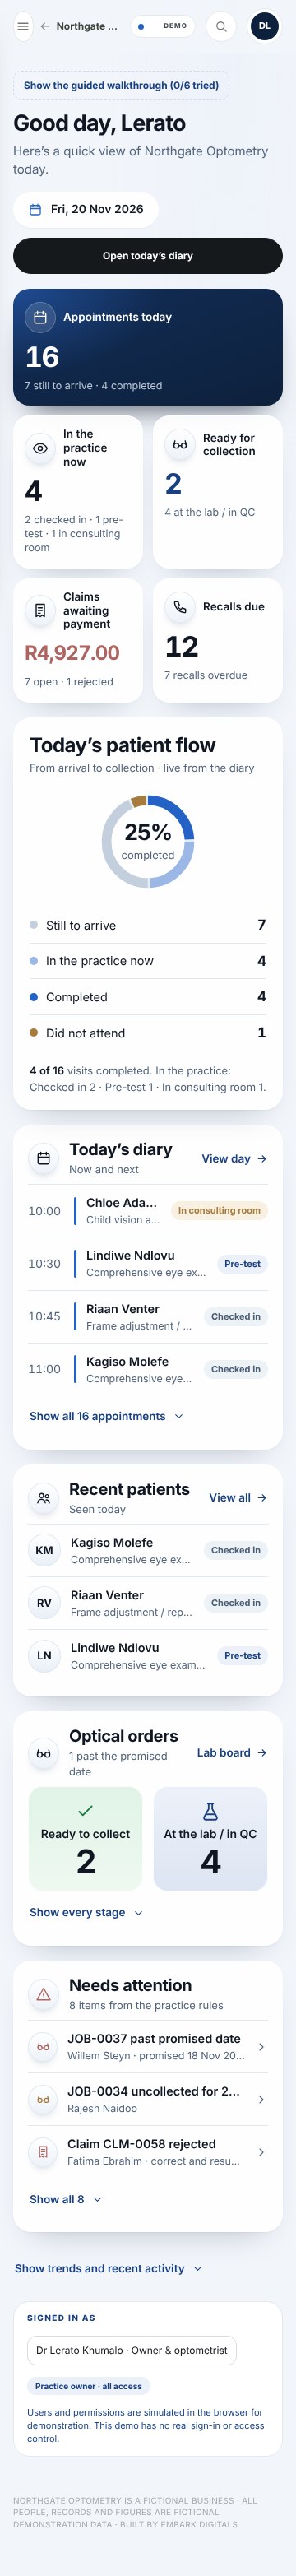 Northgate ...
DEMO
DL
Show the guided walkthrough (0/6 tried)
Good day, Lerato
Here's a quick view of Northgate Optometry
today.
Fri, 20 Nov 2026
Open today's diary
Appointments today
16
7 still to arrive · 4 completed
In the
practice
now
4
2 checked in · 1 pre-
test · 1 in consulting
room
Ready for
collection
2
4 at the lab / in QC
Claims
awaiting
payment
R4,927.00
7 open · 1 rejected
Recalls due
12
7 recalls overdue
Today's patient flow
From arrival to collection · live from the diary
25%
completed
Still to arrive 7
In the practice now 4
Completed 4
Did not attend 1
4 of 16 visits completed. In the practice:
Checked in 2 · Pre-test 1 · In consulting room 1.
Today's diary
Now and next
View day →
10:00
Chloe Ada...
Child vision a...
In consulting room
10:30
Lindiwe Ndlovu
Comprehensive eye ex...
Pre-test
10:45
Riaan Venter
Frame adjustment / ...
Checked in
11:00
Kagiso Molefe
Comprehensive eye...
Checked in
Show all 16 appointments
Recent patients
Seen today
View all →
KM
Kagiso Molefe
Comprehensive eye ex...
Checked in
RV
Riaan Venter
Frame adjustment / rep...
Checked in
LN
Lindiwe Ndlovu
Comprehensive eye exam...
Pre-test
Optical orders
1 past the promised
date
Lab board →
Ready to collect
2
At the lab / in QC
4
Show every stage
Needs attention
8 items from the practice rules
JOB-0037 past promised date
Willem Steyn · promised 18 Nov 20...
JOB-0034 uncollected for 2...
Rajesh Naidoo
Claim CLM-0058 rejected
Fatima Ebrahim · correct and resu...
Show all 8
Show trends and recent activity
SIGNED IN AS
Dr Lerato Khumalo · Owner & optometrist
Practice owner · all access
Users and permissions are simulated in the browser for
demonstration. This demo has no real sign-in or access
control.
NORTHGATE OPTOMETRY IS A FICTIONAL BUSINESS · ALL
PEOPLE, RECORDS AND FIGURES ARE FICTIONAL
DEMONSTRATION DATA · BUILT BY EMBARK DIGITALS